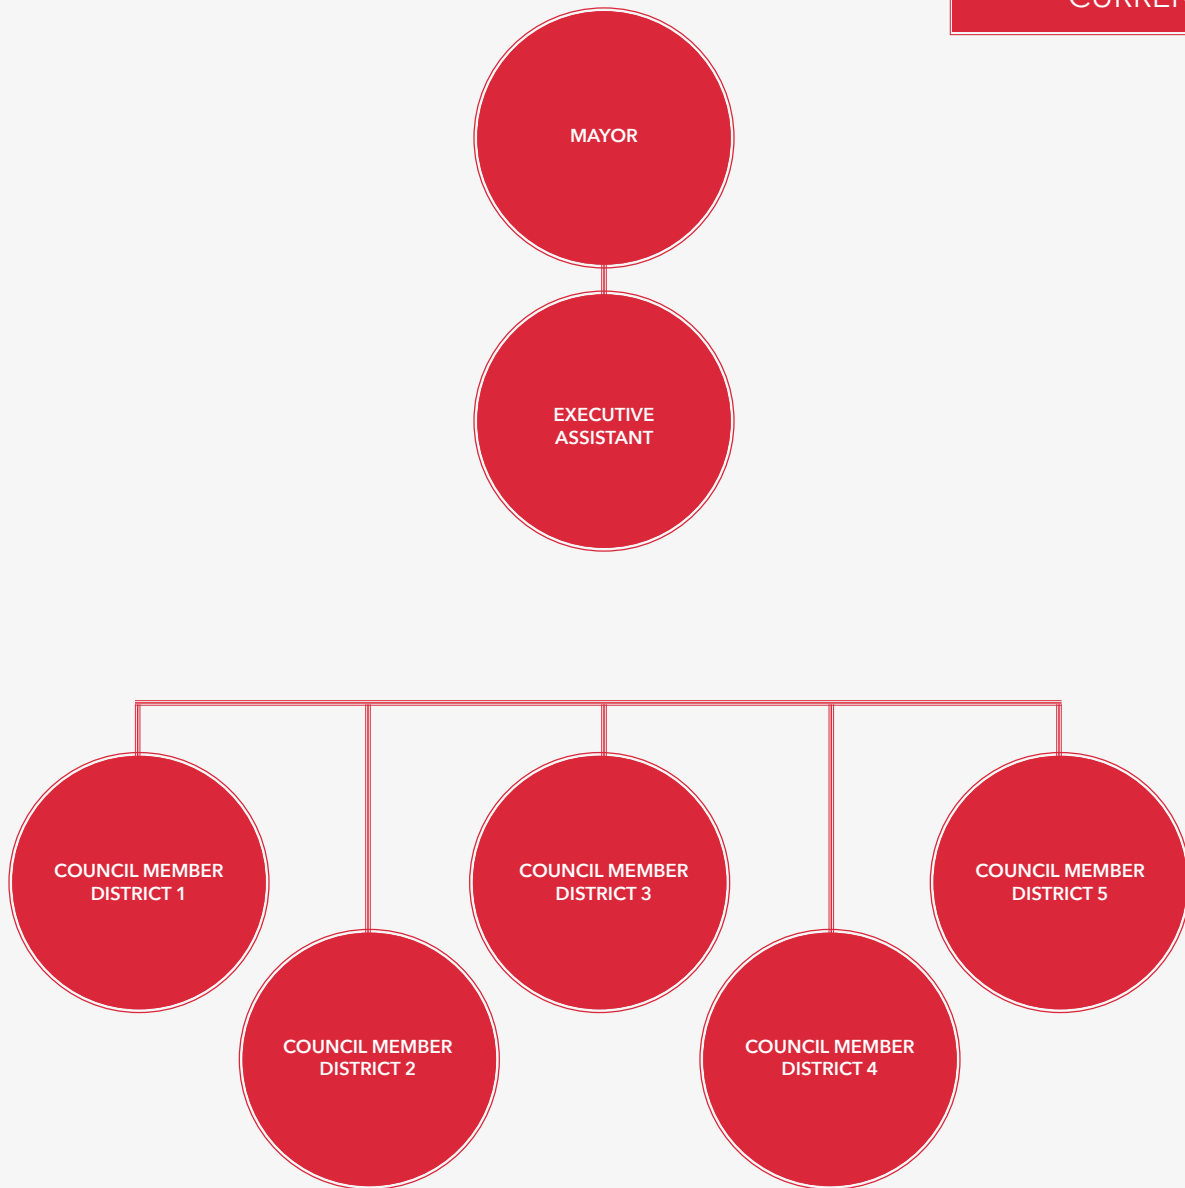 MAYOR
EXECUTIVE
ASSISTANT
COUNCIL MEMBER
DISTRICT 1
COUNCIL MEMBER
DISTRICT 2
COUNCIL MEMBER
DISTRICT 3
COUNCIL MEMBER
DISTRICT 4
COUNCIL MEMBER
DISTRICT 5